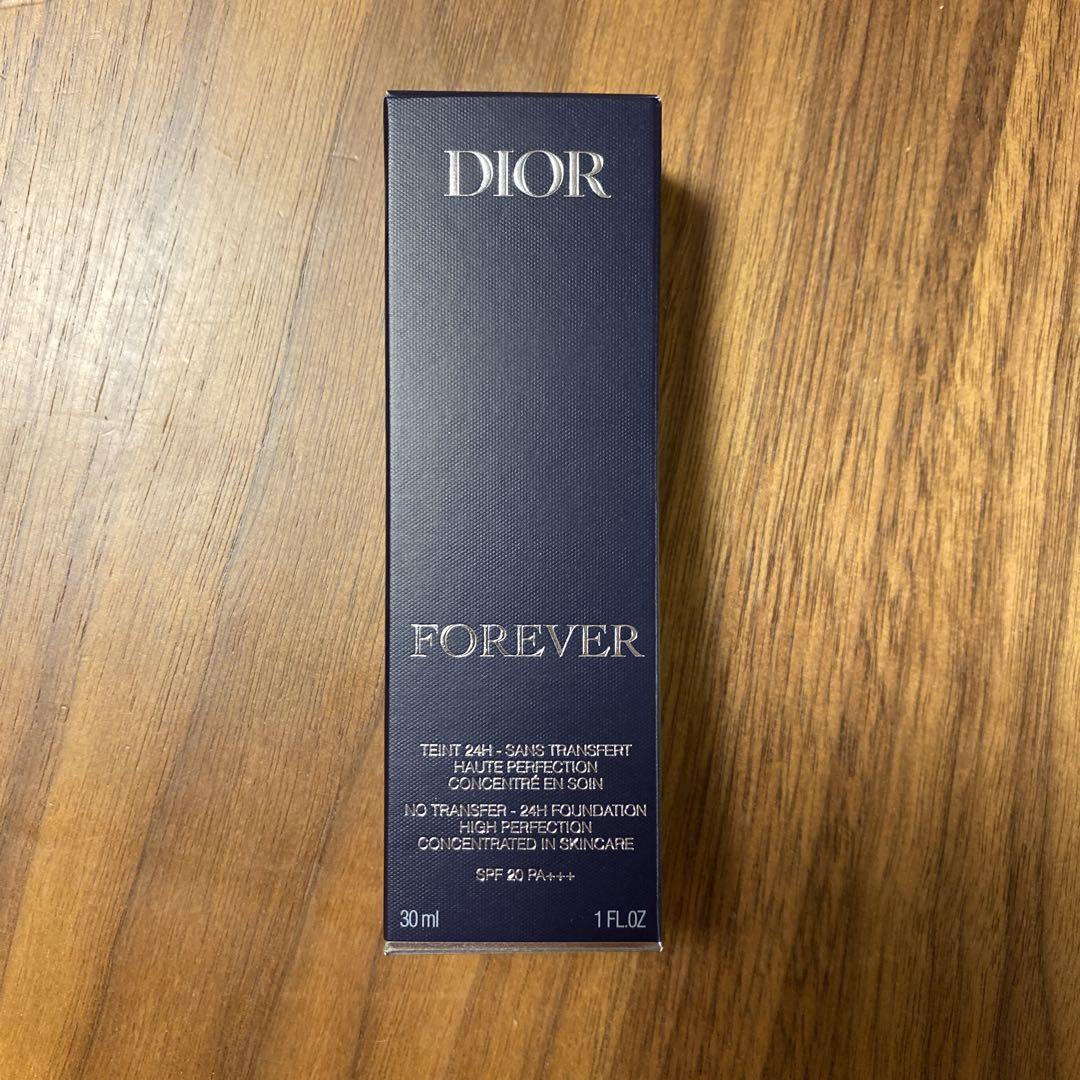 DIOR
FOREVER
TEINT 24H - SANS TRANSFERT
HAUTE PERFECTION
CONCENTRÉ EN SOIN
NO TRANSFER - 24H FOUNDATION
HIGH PERFECTION
CONCENTRATED IN SKINCARE
SPF 20 PA+++
30 ml 1 FL.OZ